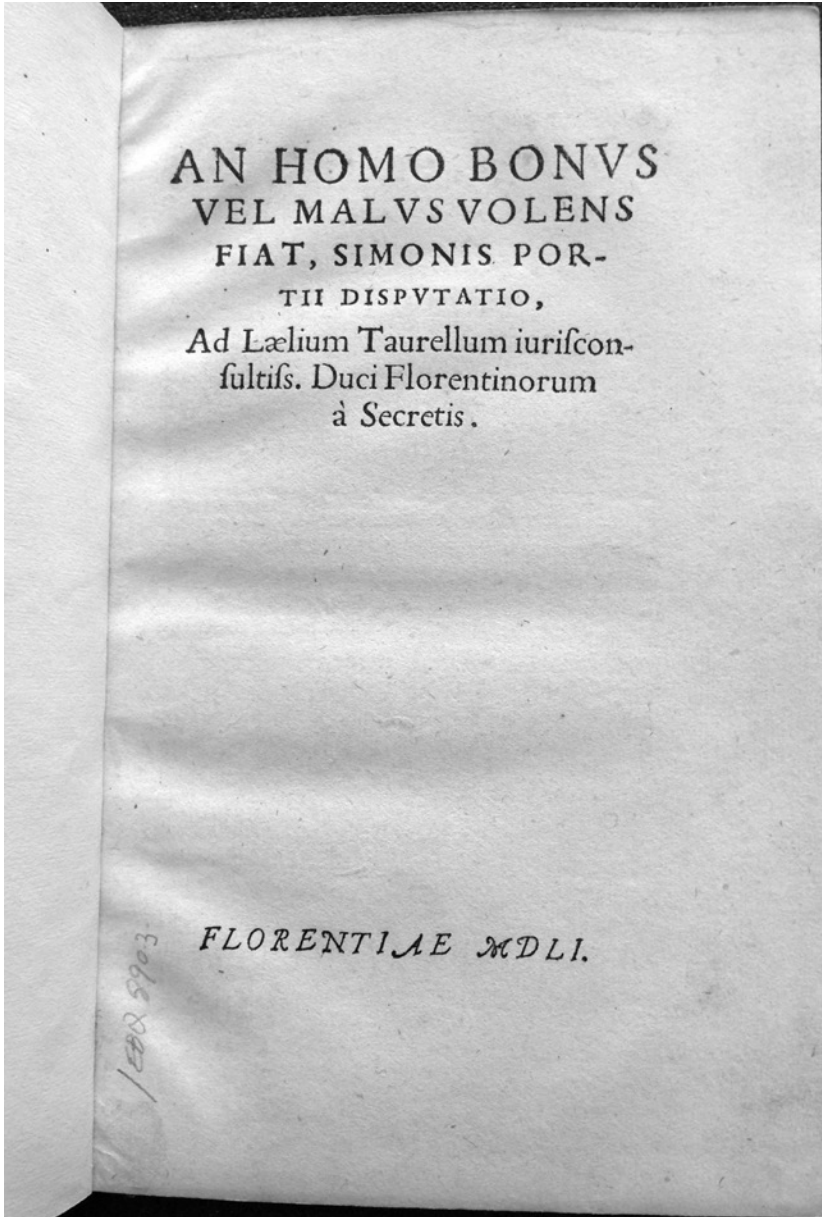 AN HOMO BONVS
VEL MALVS VOLENS
FIAT, SIMONIS POR-
TII DISPVTATIO,
Ad Lælium Taurellum iuriſcon-
ſultiſs. Duci Florentinorum
à Secretis.
FLORENTIAE MDLI.